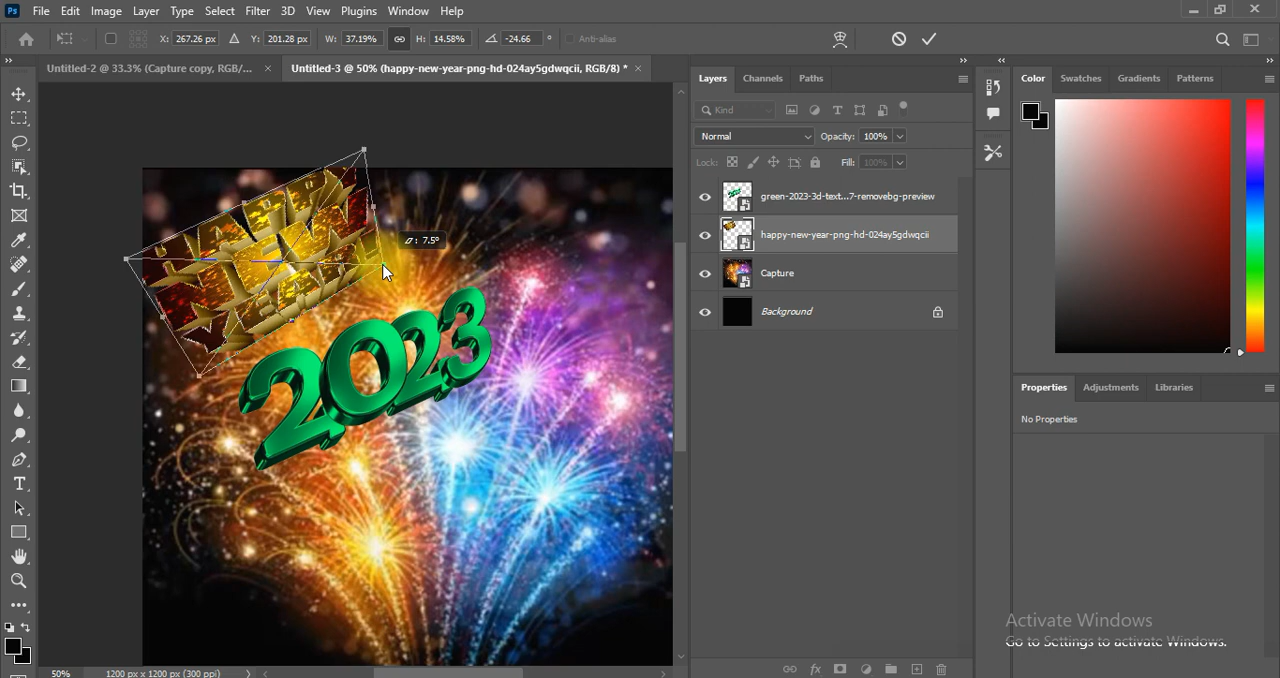 Ps File Edit Image Layer Type Select Filter 3D View Plugins Window Help
X: 267.26 px Y: 201.28 px W: 37.19% H: 14.58% -24.66 ° Anti-alias
Untitled-2 @ 33.3% (Capture copy, RGB/... × Untitled-3 @ 50% (happy-new-year-png-hd-024ay5gdwqcii, RGB/8) * ×
Layers Channels Paths
Color Swatches Gradients Patterns
Kind
Normal Opacity: 100%
Lock: Fill: 100%
green-2023-3d-text...7-removebg-preview
happy-new-year-png-hd-024ay5gdwqcii
7.5°
Capture
Background
2023
Properties Adjustments Libraries
No Properties
Activate Windows
Go to Settings to activate Windows.
50% 1200 px x 1200 px (300 ppi)